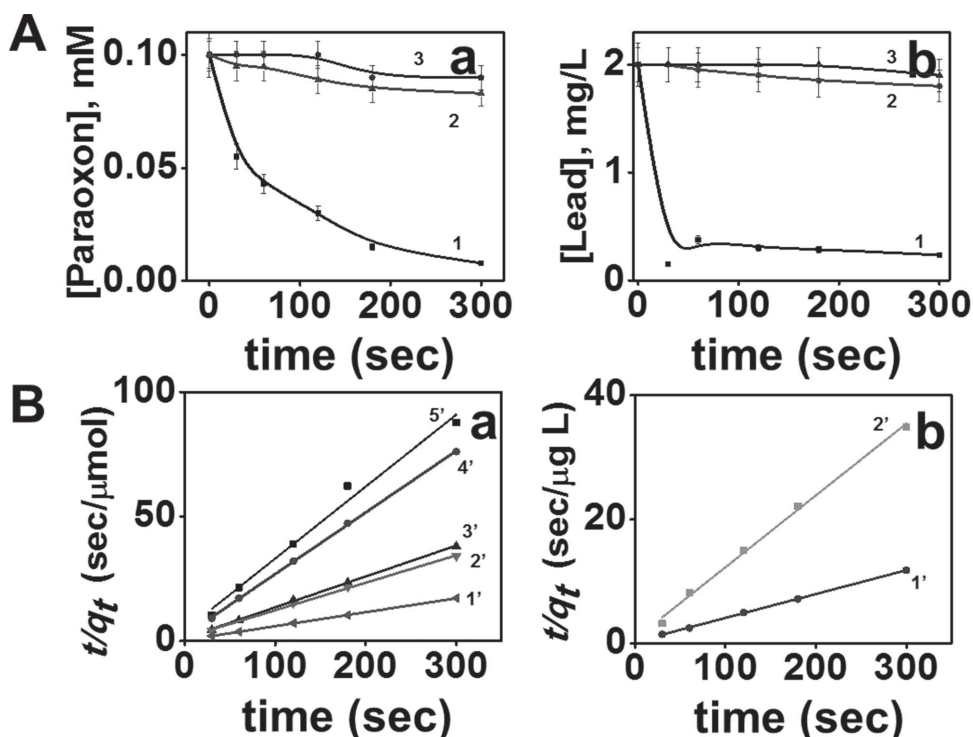 A
a
[Paraoxon], mM
0.10
0.05
0.00
3
2
1
0 100 200 300
time (sec)
b
[Lead], mg/L
2
1
0
3
2
1
0 100 200 300
time (sec)
B
a
t/qt (sec/μmol)
100
50
0
5’
4’
3’
2’
1’
0 100 200 300
time (sec)
b
t/qt (sec/μg L)
40
20
0
2’
1’
0 100 200 300
time (sec)